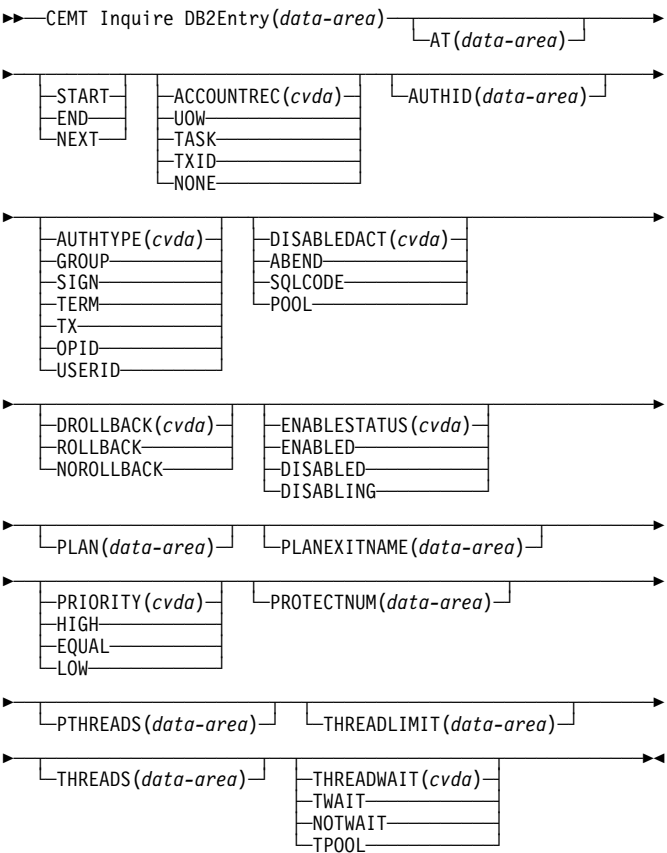 CEMT Inquire DB2Entry(data-area)
AT(data-area)
START
END
NEXT
ACCOUNTREC(cvda)
UOW
TASK
TXID
NONE
AUTHID(data-area)
AUTHTYPE(cvda)
GROUP
SIGN
TERM
TX
OPID
USERID
DISABLEDACT(cvda)
ABEND
SQLCODE
POOL
DROLLBACK(cvda)
ROLLBACK
NOROLLBACK
ENABLESTATUS(cvda)
ENABLED
DISABLED
DISABLING
PLAN(data-area)
PLANEXITNAME(data-area)
PRIORITY(cvda)
HIGH
EQUAL
LOW
PROTECTNUM(data-area)
PTHREADS(data-area)
THREADLIMIT(data-area)
THREADS(data-area)
THREADWAIT(cvda)
TWAIT
NOTWAIT
TPOOL